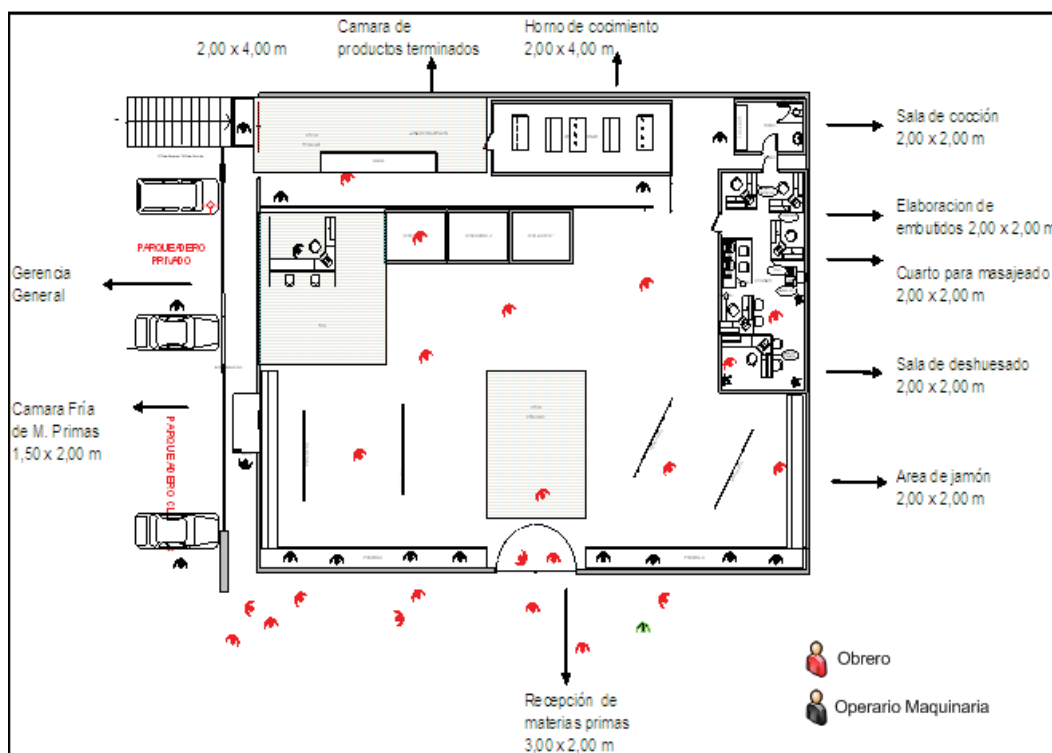 2,00 x 4,00 m
Camara de
productos terminados
Horno de cocimiento
2,00 x 4,00 m
Sala de cocción
2,00 x 2,00 m
Elaboracion de
embutidos 2,00 x 2,00 m
Cuarto para masajeado
2,00 x 2,00 m
Sala de deshuesado
2,00 x 2,00 m
Area de jamón
2,00 x 2,00 m
PARQUEADERO
PRIVADO
Gerencia
General
Camara Fría
de M. Primas
1,50 x 2,00 m
PARQUEADERO
Recepción de
materias primas
3,00 x 2,00 m
Obrero
Operario Maquinaria